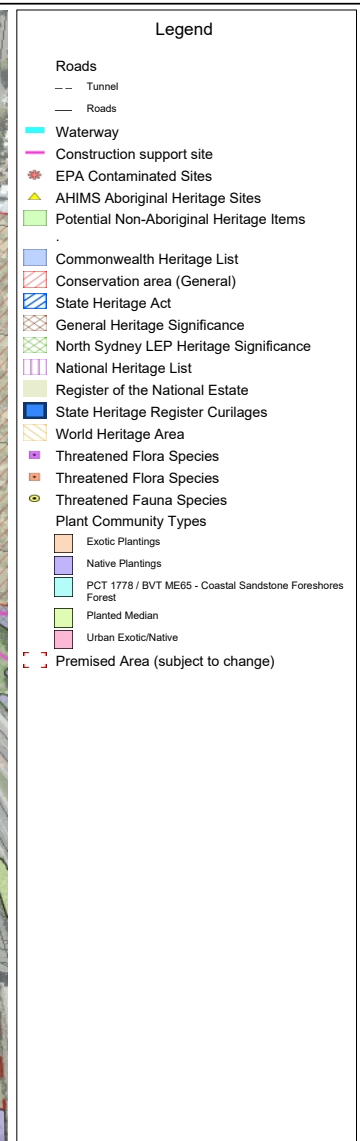 Legend
Roads
Tunnel
Roads
Waterway
Construction support site
EPA Contaminated Sites
AHIMS Aboriginal Heritage Sites
Potential Non-Aboriginal Heritage Items
.
Commonwealth Heritage List
Conservation area (General)
State Heritage Act
General Heritage Significance
North Sydney LEP Heritage Significance
National Heritage List
Register of the National Estate
State Heritage Register Curilages
World Heritage Area
Threatened Flora Species
Threatened Flora Species
Threatened Fauna Species
Plant Community Types
Exotic Plantings
Native Plantings
PCT 1778 / BVT ME65 - Coastal Sandstone Foreshores
Forest
Planted Median
Urban Exotic/Native
Premised Area (subject to change)